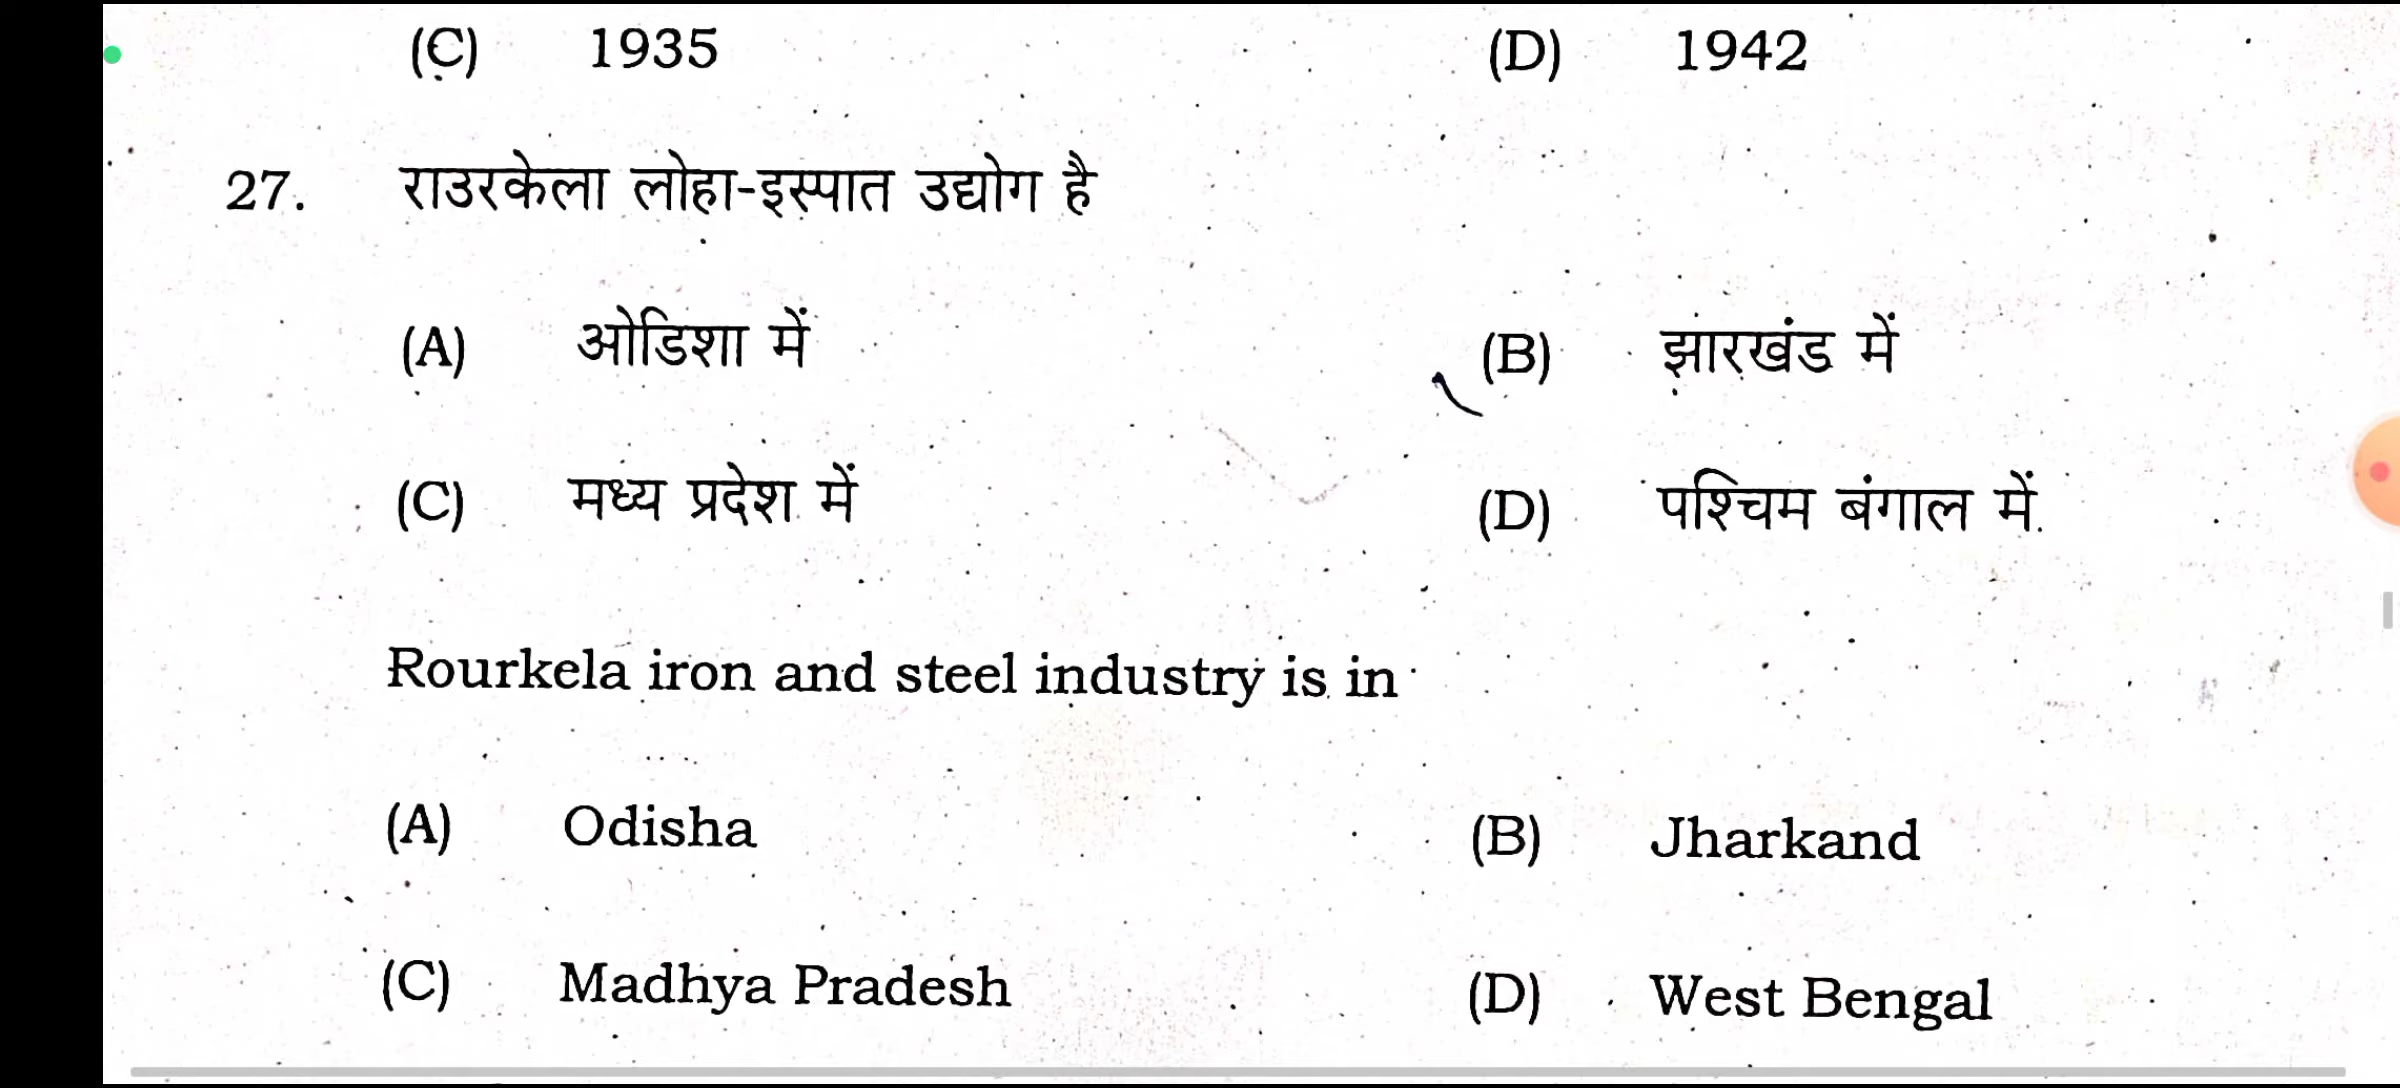 (C) 1935 (D) 1942
27. राउरकेला लोहा-इस्पात उद्योग है
(A) ओडिशा में (B) झारखंड में
(C) मध्य प्रदेश में (D) पश्चिम बंगाल में
Rourkela iron and steel industry is in
(A) Odisha (B) Jharkand
(C) Madhya Pradesh (D) West Bengal